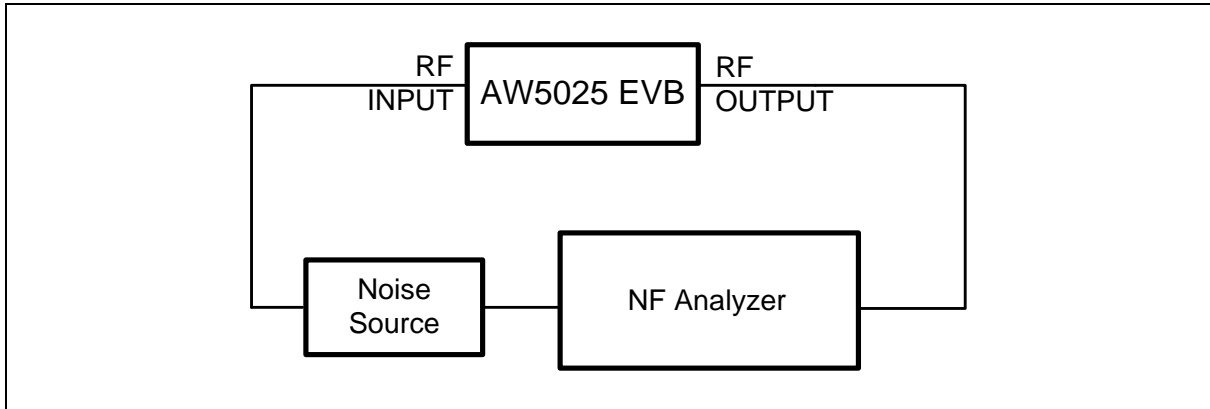 RF
INPUT
AW5025 EVB
RF
OUTPUT
Noise
Source
NF Analyzer